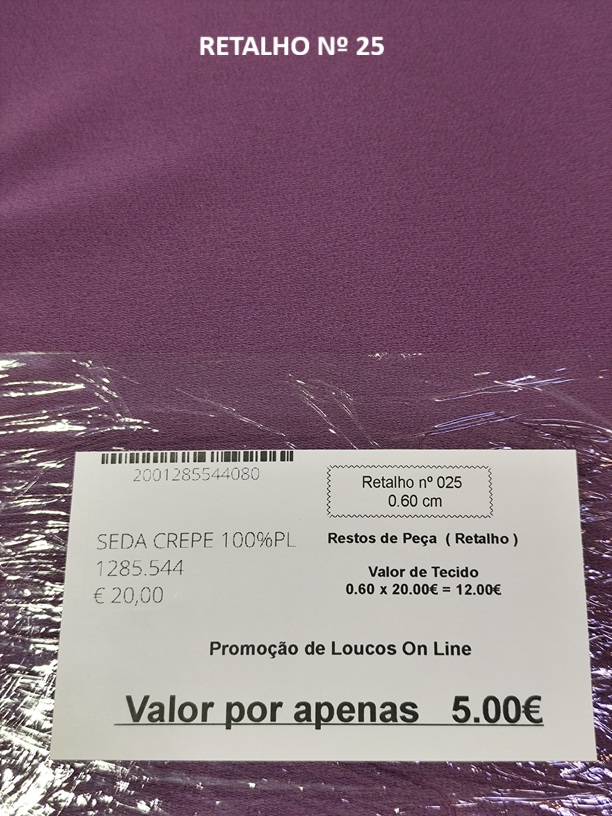 RETALHO Nº 25
2001285544080
Retalho nº 025
0.60 cm
SEDA CREPE 100%PL
1285.544
€ 20,00
Restos de Peça ( Retalho )
Valor de Tecido
0.60 x 20.00€ = 12.00€
Promoção de Loucos On Line
Valor por apenas 5.00€